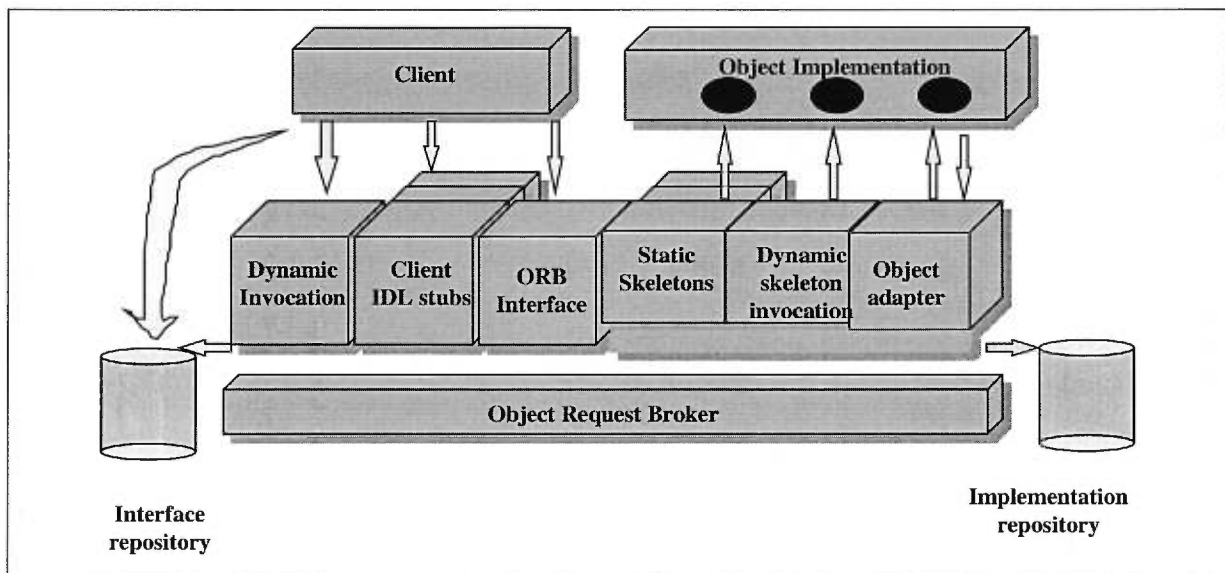 Client
Object Implementation
Dynamic
Invocation
Client
IDL stubs
ORB
Interface
Static
Skeletons
Dynamic
skeleton
invocation
Object
adapter
Object Request Broker
Interface
repository
Implementation
repository